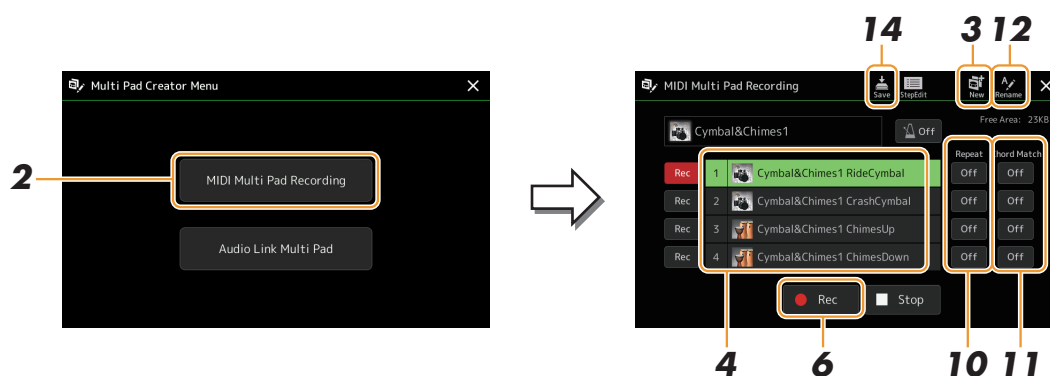 14
3 12
Multi Pad Creator Menu
MIDI Multi Pad Recording
Save
StepEdit
New
Rename
Free Area: 23KB
Cymbal&Chimes1
Off
Repeat
Chord Match
2
MIDI Multi Pad Recording
Rec 1 Cymbal&Chimes1 RideCymbal Off Off
Rec 2 Cymbal&Chimes1 CrashCymbal Off Off
Rec 3 Cymbal&Chimes1 ChimesUp Off Off
Audio Link Multi Pad
Rec 4 Cymbal&Chimes1 ChimesDown Off Off
Rec
Stop
4
6
10 11